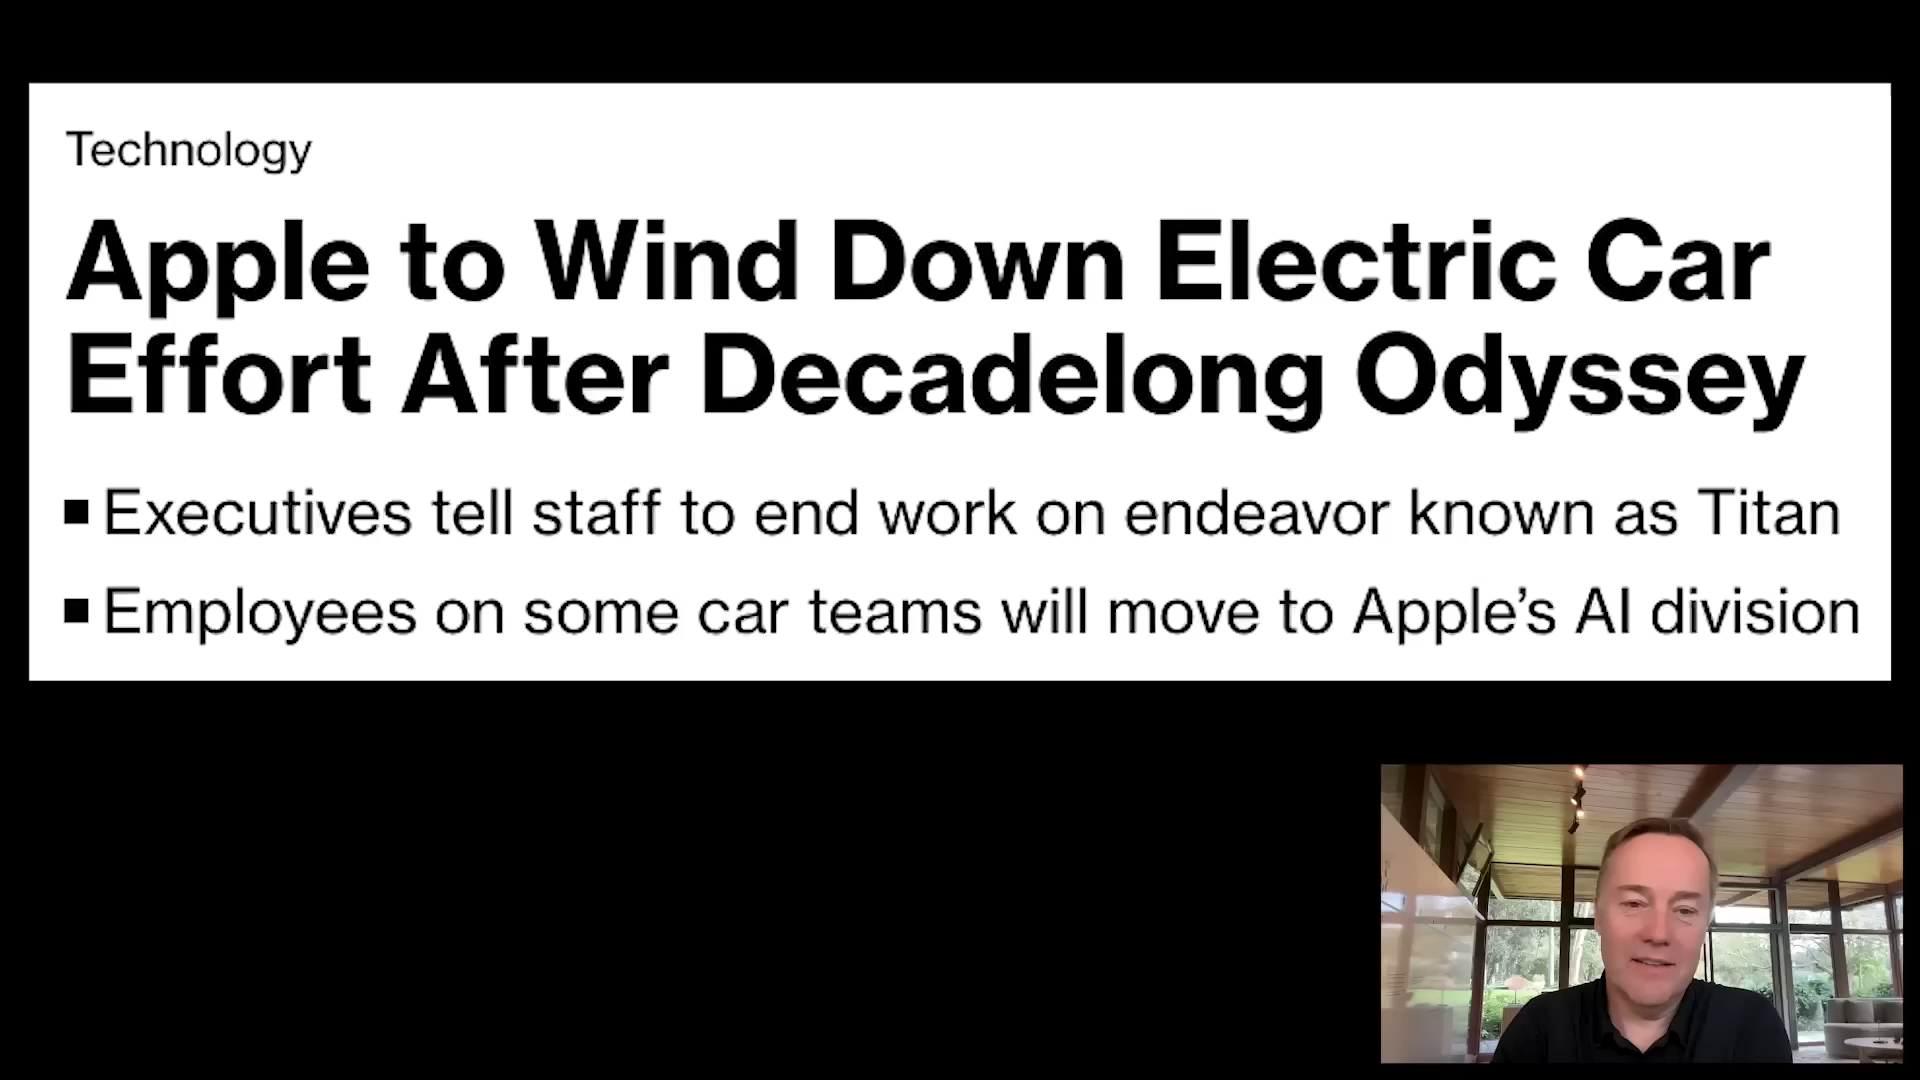 Technology
Apple to Wind Down Electric Car
Effort After Decadelong Odyssey
■ Executives tell staff to end work on endeavor known as Titan
■ Employees on some car teams will move to Apple’s AI division